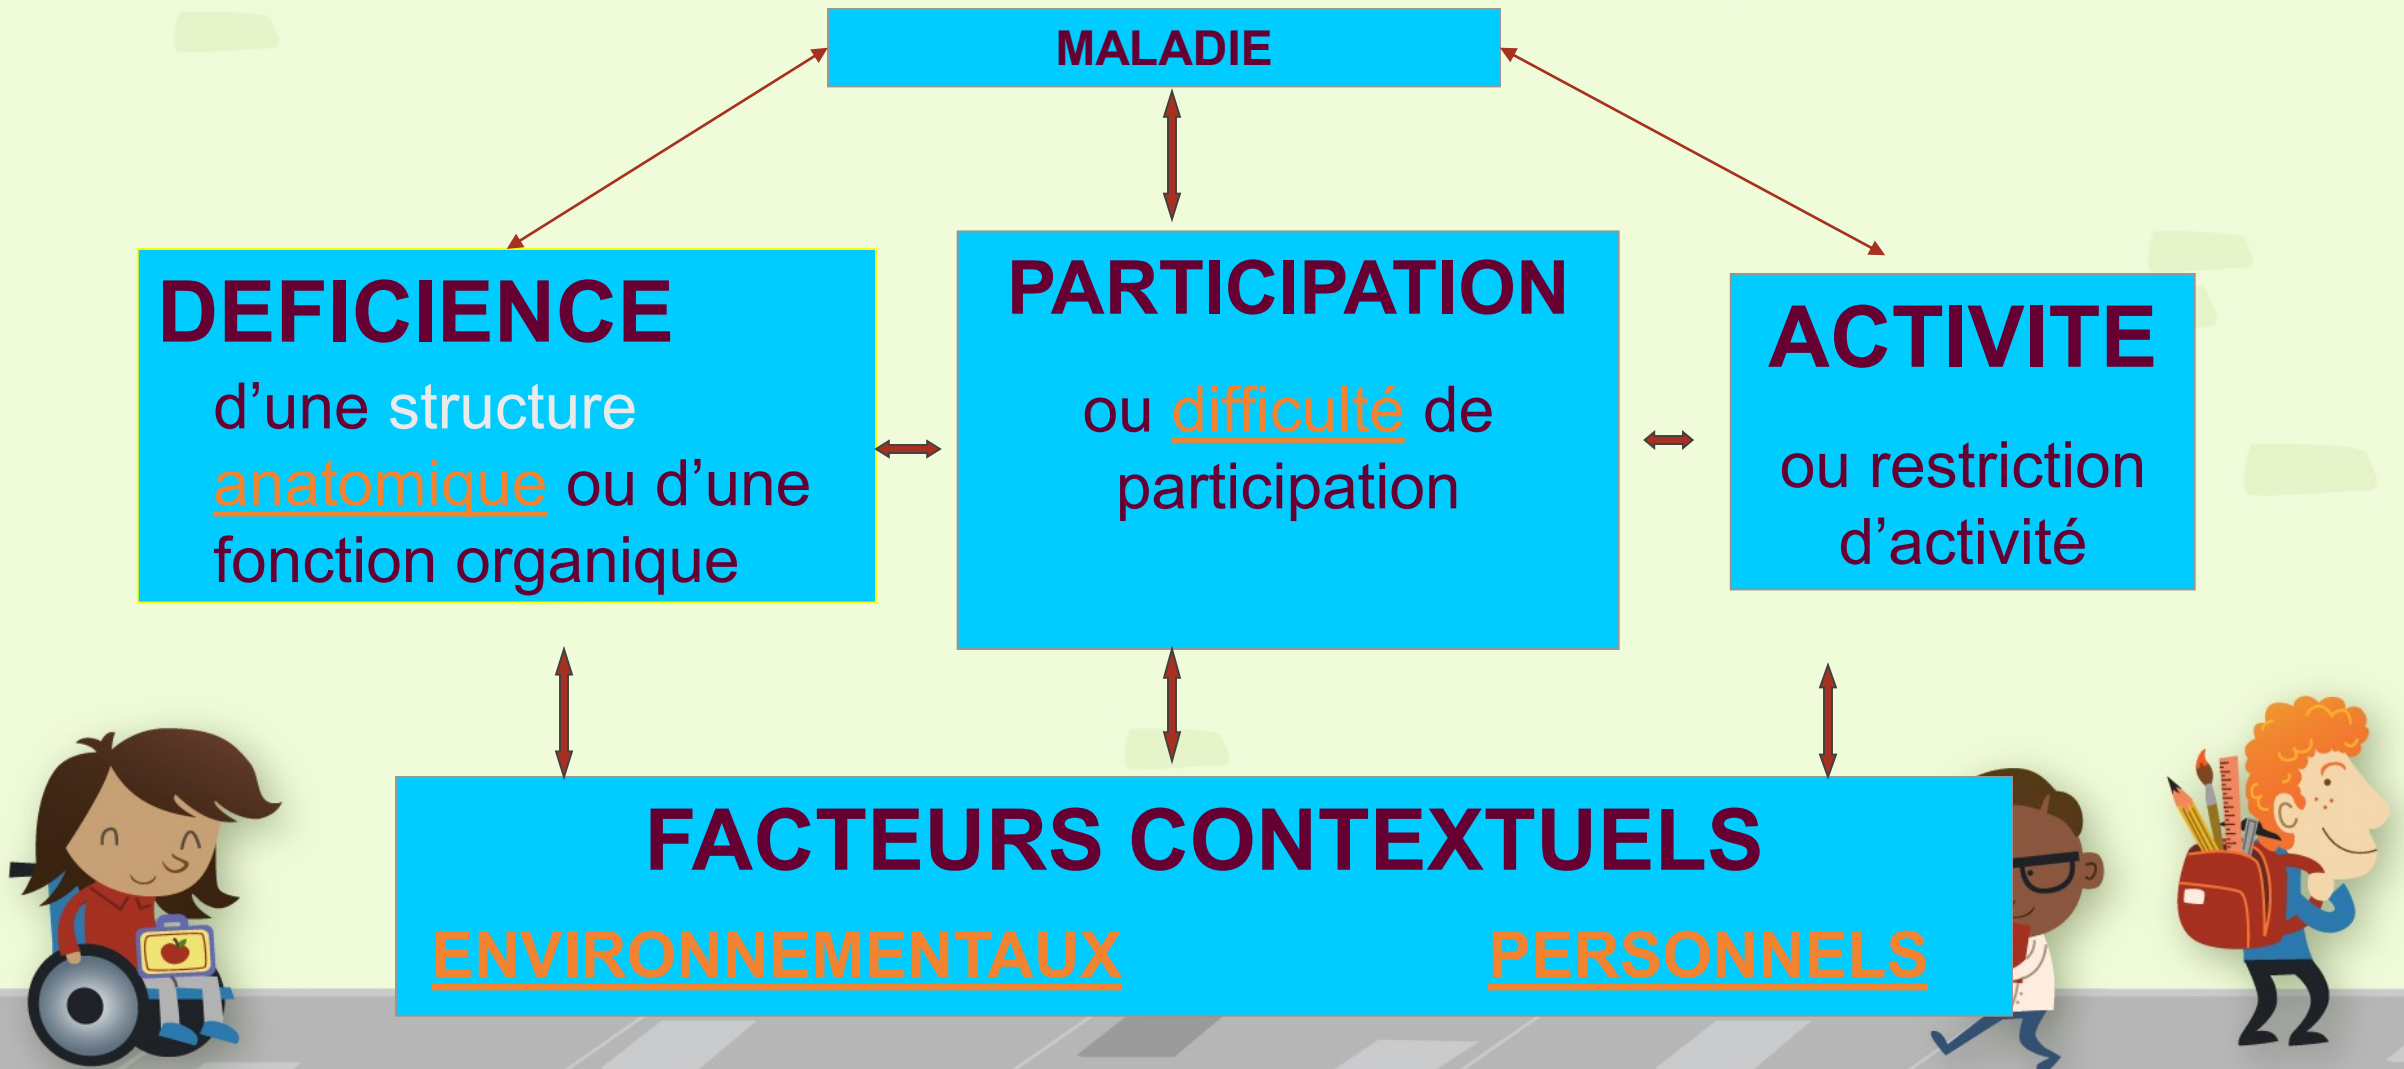 MALADIE
DEFICIENCE
d’une structure
anatomique ou d’une
fonction organique
PARTICIPATION
ou difficulté de
participation
ACTIVITE
ou restriction
d’activité
FACTEURS CONTEXTUELS
ENVIRONNEMENTAUX PERSONNELS